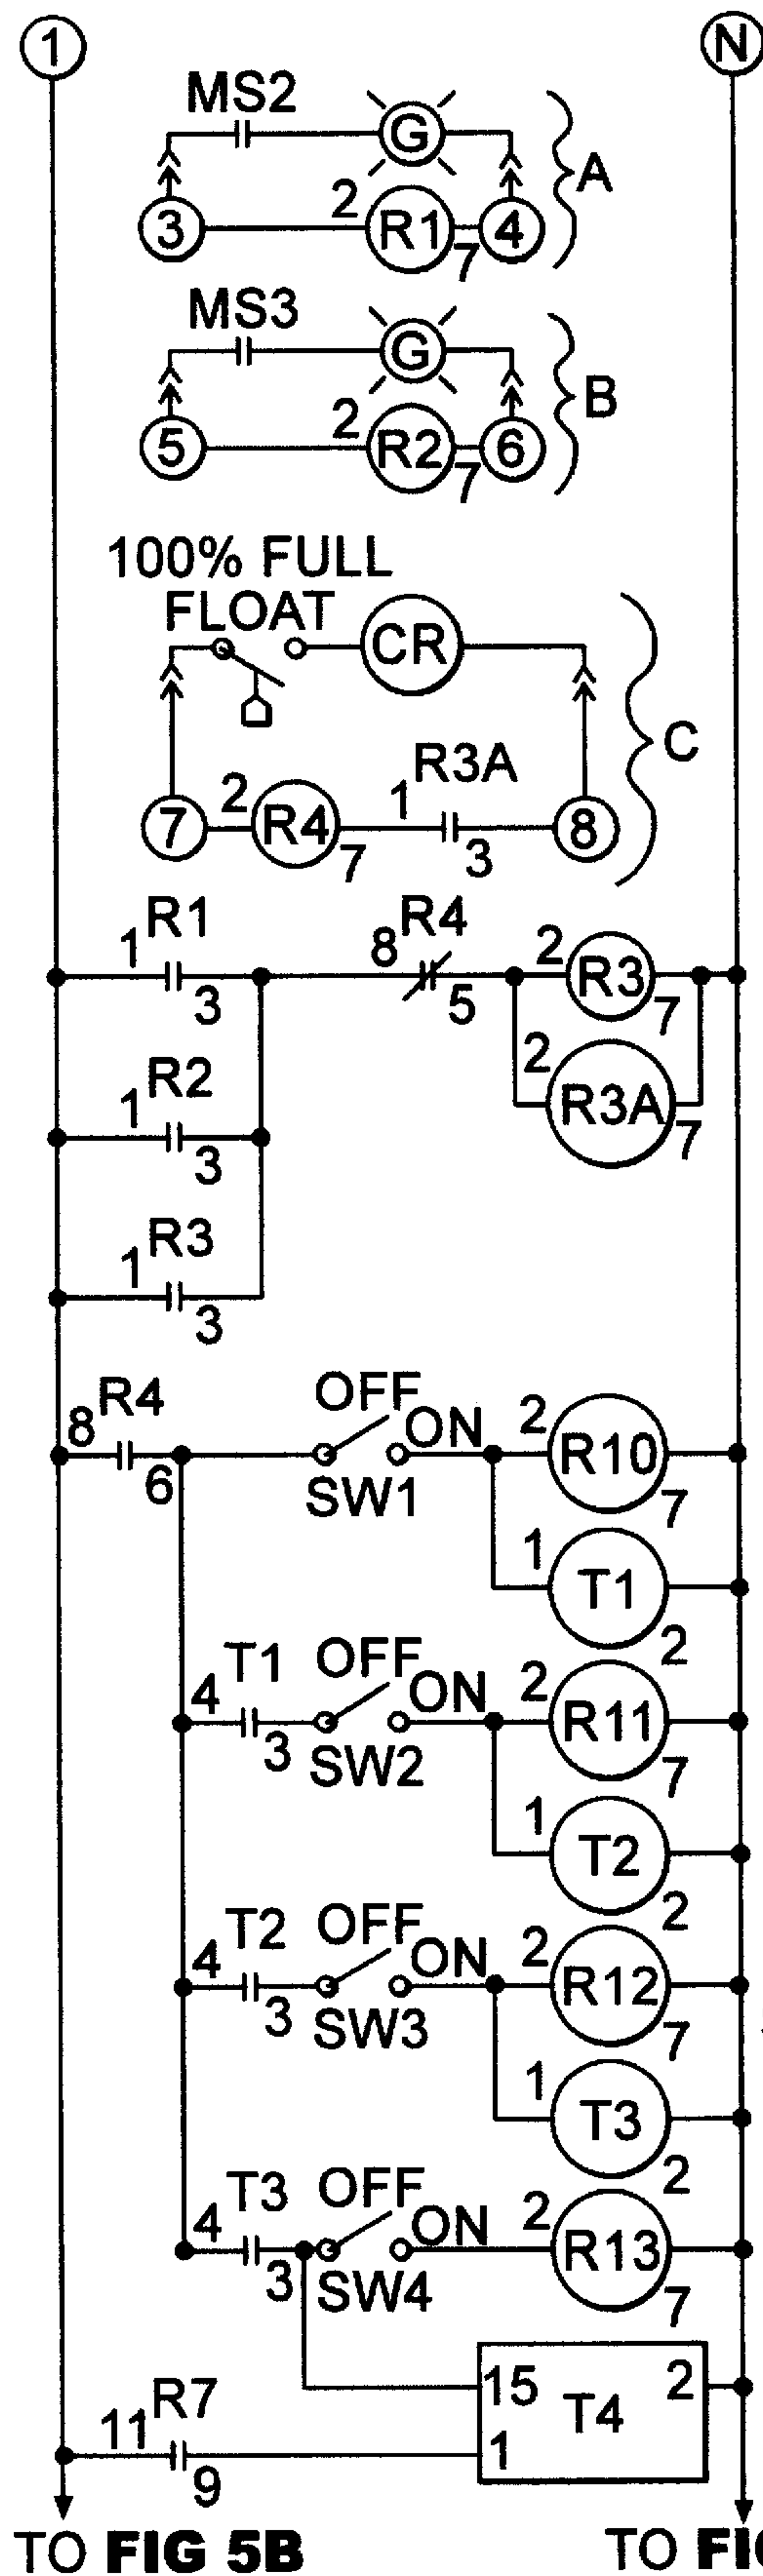 1 N
MS2
G
A
2
3 R1 4
7
MS3
G
B
2
5 R2 6
7
100% FULL
FLOAT
CR
C
R3A
2 1
7 R4 8
7 3
R1 R4
1 8 2
R3
3 5 7
R2 2
1 R3A
3 7
R3
1
3
R4 OFF ON 2
8 R10
6 SW1 7
1
T1
2
T1 OFF ON 2
4 R11
3 SW2 7
1
T2
2
T2 OFF ON 2
4 R12
3 SW3 7
1
T3
2
T3 OFF ON 2
4 R13
3 SW4 7
15 T4 2
R7
11 1
9
TO FIG 5B TO FIG